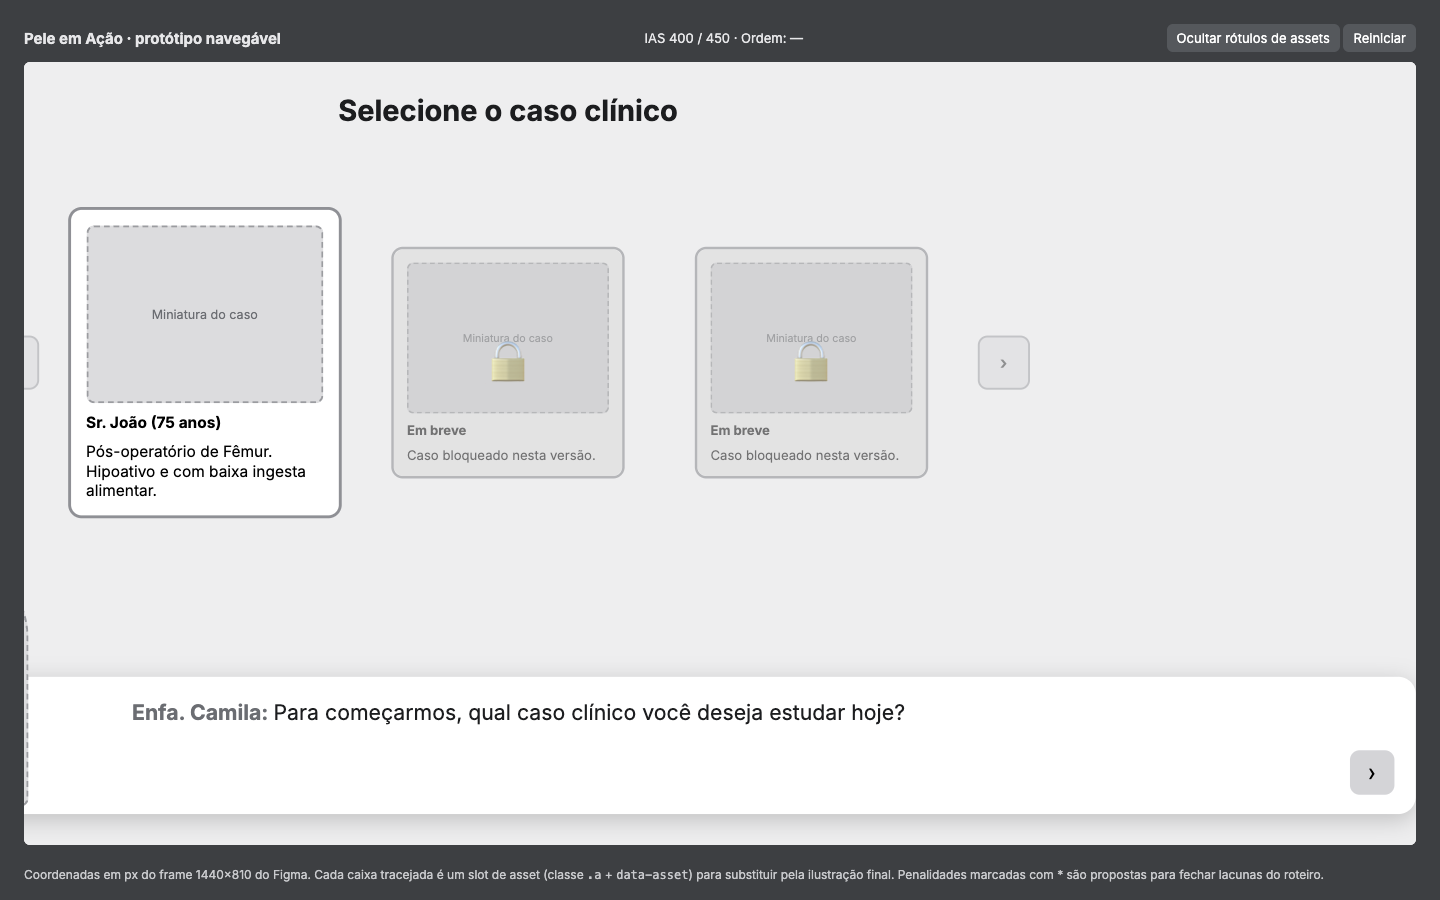 Pele em Ação · protótipo navegável
IAS 400 / 450 · Ordem: —
Ocultar rótulos de assets
Reiniciar
Selecione o caso clínico
Miniatura do caso
Sr. João (75 anos)
Pós-operatório de Fêmur.
Hipoativo e com baixa ingesta
alimentar.
Miniatura do caso
Em breve
Caso bloqueado nesta versão.
Miniatura do caso
Em breve
Caso bloqueado nesta versão.
›
Enfa. Camila: Para começarmos, qual caso clínico você deseja estudar hoje?
›
Coordenadas em px do frame 1440×810 do Figma. Cada caixa tracejada é um slot de asset (classe .a + data-asset) para substituir pela ilustração final. Penalidades marcadas com * são propostas para fechar lacunas do roteiro.